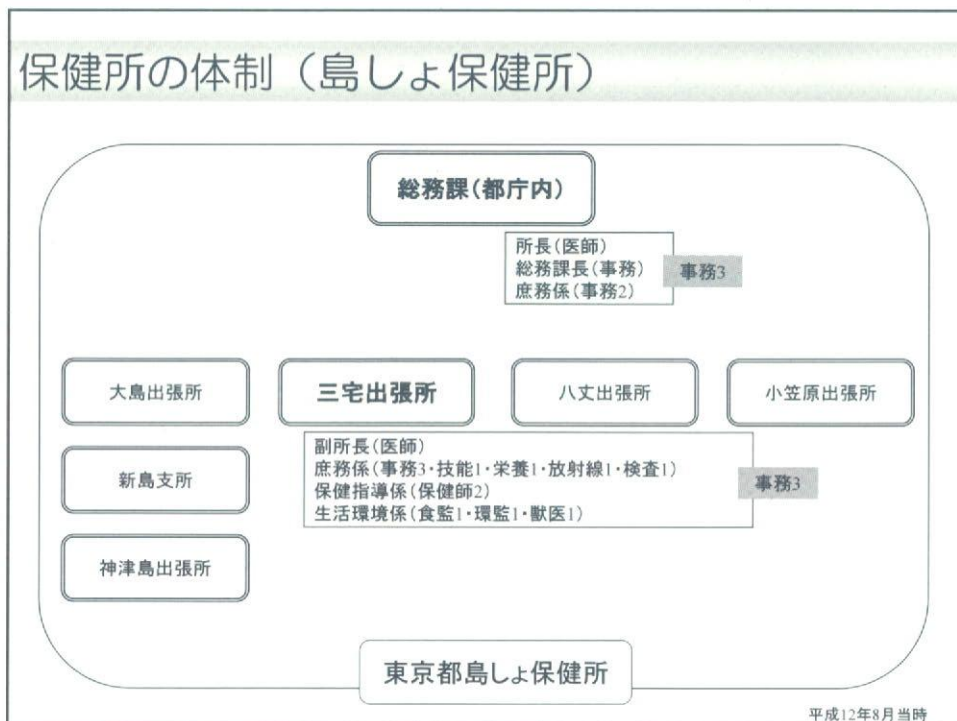 保健所の体制（島しょ保健所）
総務課（都庁内）
所長（医師）
総務課長（事務）
庶務係（事務2）
事務3
大島出張所
三宅出張所
八丈出張所
小笠原出張所
副所長（医師）
庶務係（事務3・技能1・栄養1・放射線1・検査1）
保健指導係（保健師2）
生活環境係（食監1・環監1・獣医1）
事務3
新島支所
神津島出張所
東京都島しょ保健所
平成12年8月当時